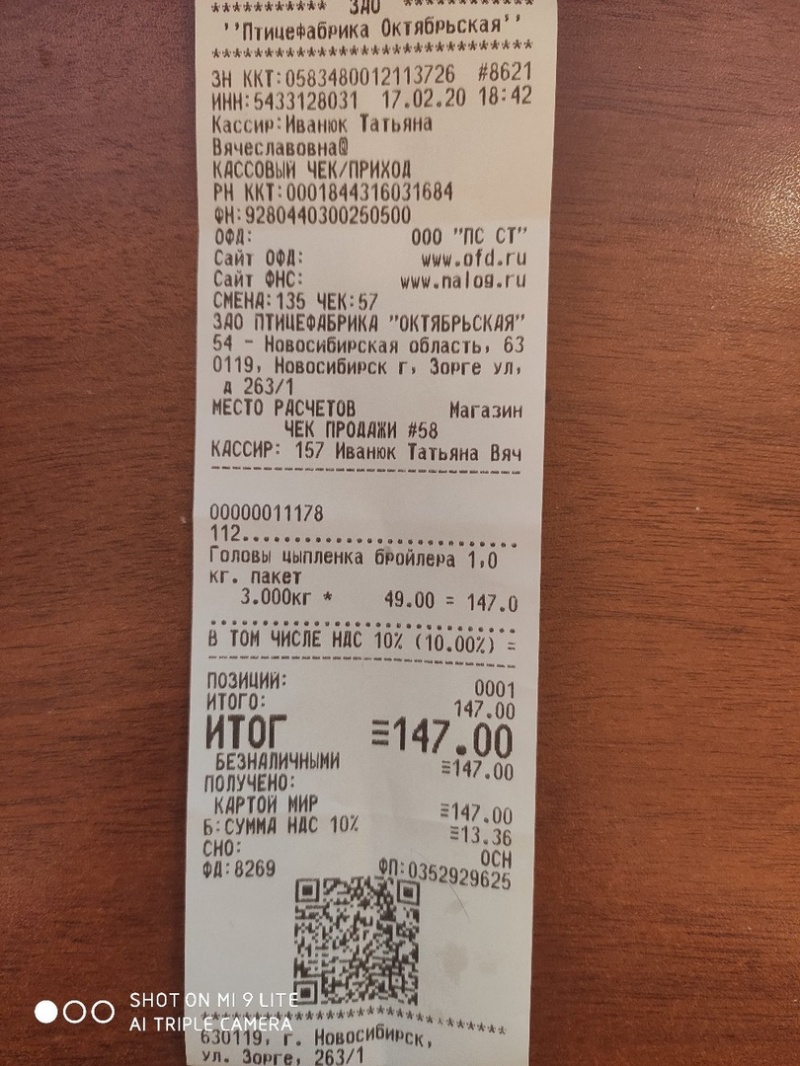 *********** ЗАО ***********
''Птицефабрика Октябрьская''
***************************
ЗН ККТ:0583480012113726 #8621
ИНН:5433128031 17.02.20 18:42
Кассир:Иванюк Татьяна
Вячеславовна@
КАССОВЫЙ ЧЕК/ПРИХОД
РН ККТ:0001844316031684
ФН:9280440300250500
ОФД: ООО "ПС СТ"
Сайт ОФД: www.ofd.ru
Сайт ФНС: www.nalog.ru
СМЕНА:135 ЧЕК:57
ЗАО ПТИЦЕФАБРИКА "ОКТЯБРЬСКАЯ"
54 - Новосибирская область, 63
0119, Новосибирск г, Зорге ул,
д 263/1
МЕСТО РАСЧЕТОВ Магазин
ЧЕК ПРОДАЖИ #58
КАССИР: 157 Иванюк Татьяна Вяч
------------------------------
00000011178
112...........................
Головы цыпленка бройлера 1,0
кг. пакет
3.000кг * 49.00 = 147.0
..............................
В ТОМ ЧИСЛЕ НДС 10% (10.00%) =
------------------------------
ПОЗИЦИЙ: 0001
ИТОГО: 147.00
ИТОГ ≡147.00
БЕЗНАЛИЧНЫМИ ≡147.00
ПОЛУЧЕНО:
КАРТОЙ МИР ≡147.00
Б:СУММА НДС 10% ≡13.36
СНО: ОСН
ФД:8269 ФП:0352929625
SHOT ON MI 9 LITE
AI TRIPLE CAMERA
***************************
630119, г. Новосибирск,
ул. Зорге, 263/1